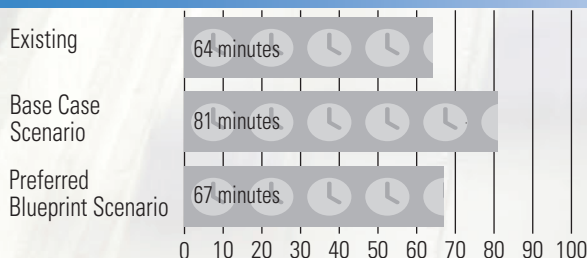 Existing
64 minutes
Base Case
Scenario
81 minutes
Preferred
Blueprint Scenario
67 minutes
0 10 20 30 40 50 60 70 80 90 100